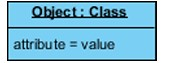 Object : Class
attribute = value